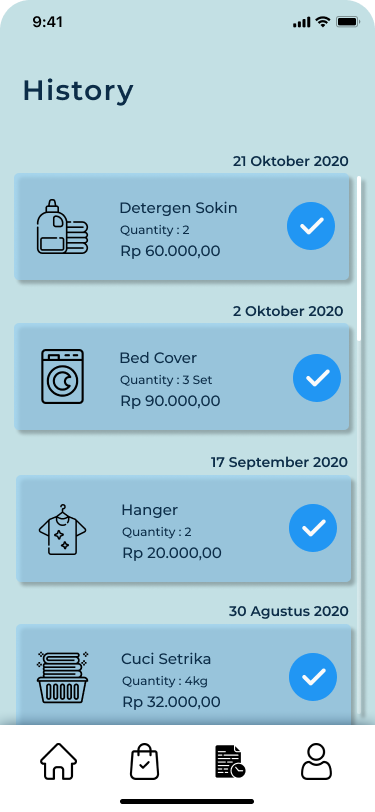 9:41
History
21 Oktober 2020
Detergen Sokin
Quantity : 2
Rp 60.000,00
2 Oktober 2020
Bed Cover
Quantity : 3 Set
Rp 90.000,00
17 September 2020
Hanger
Quantity : 2
Rp 20.000,00
30 Agustus 2020
Cuci Setrika
Quantity : 4kg
Rp 32.000,00